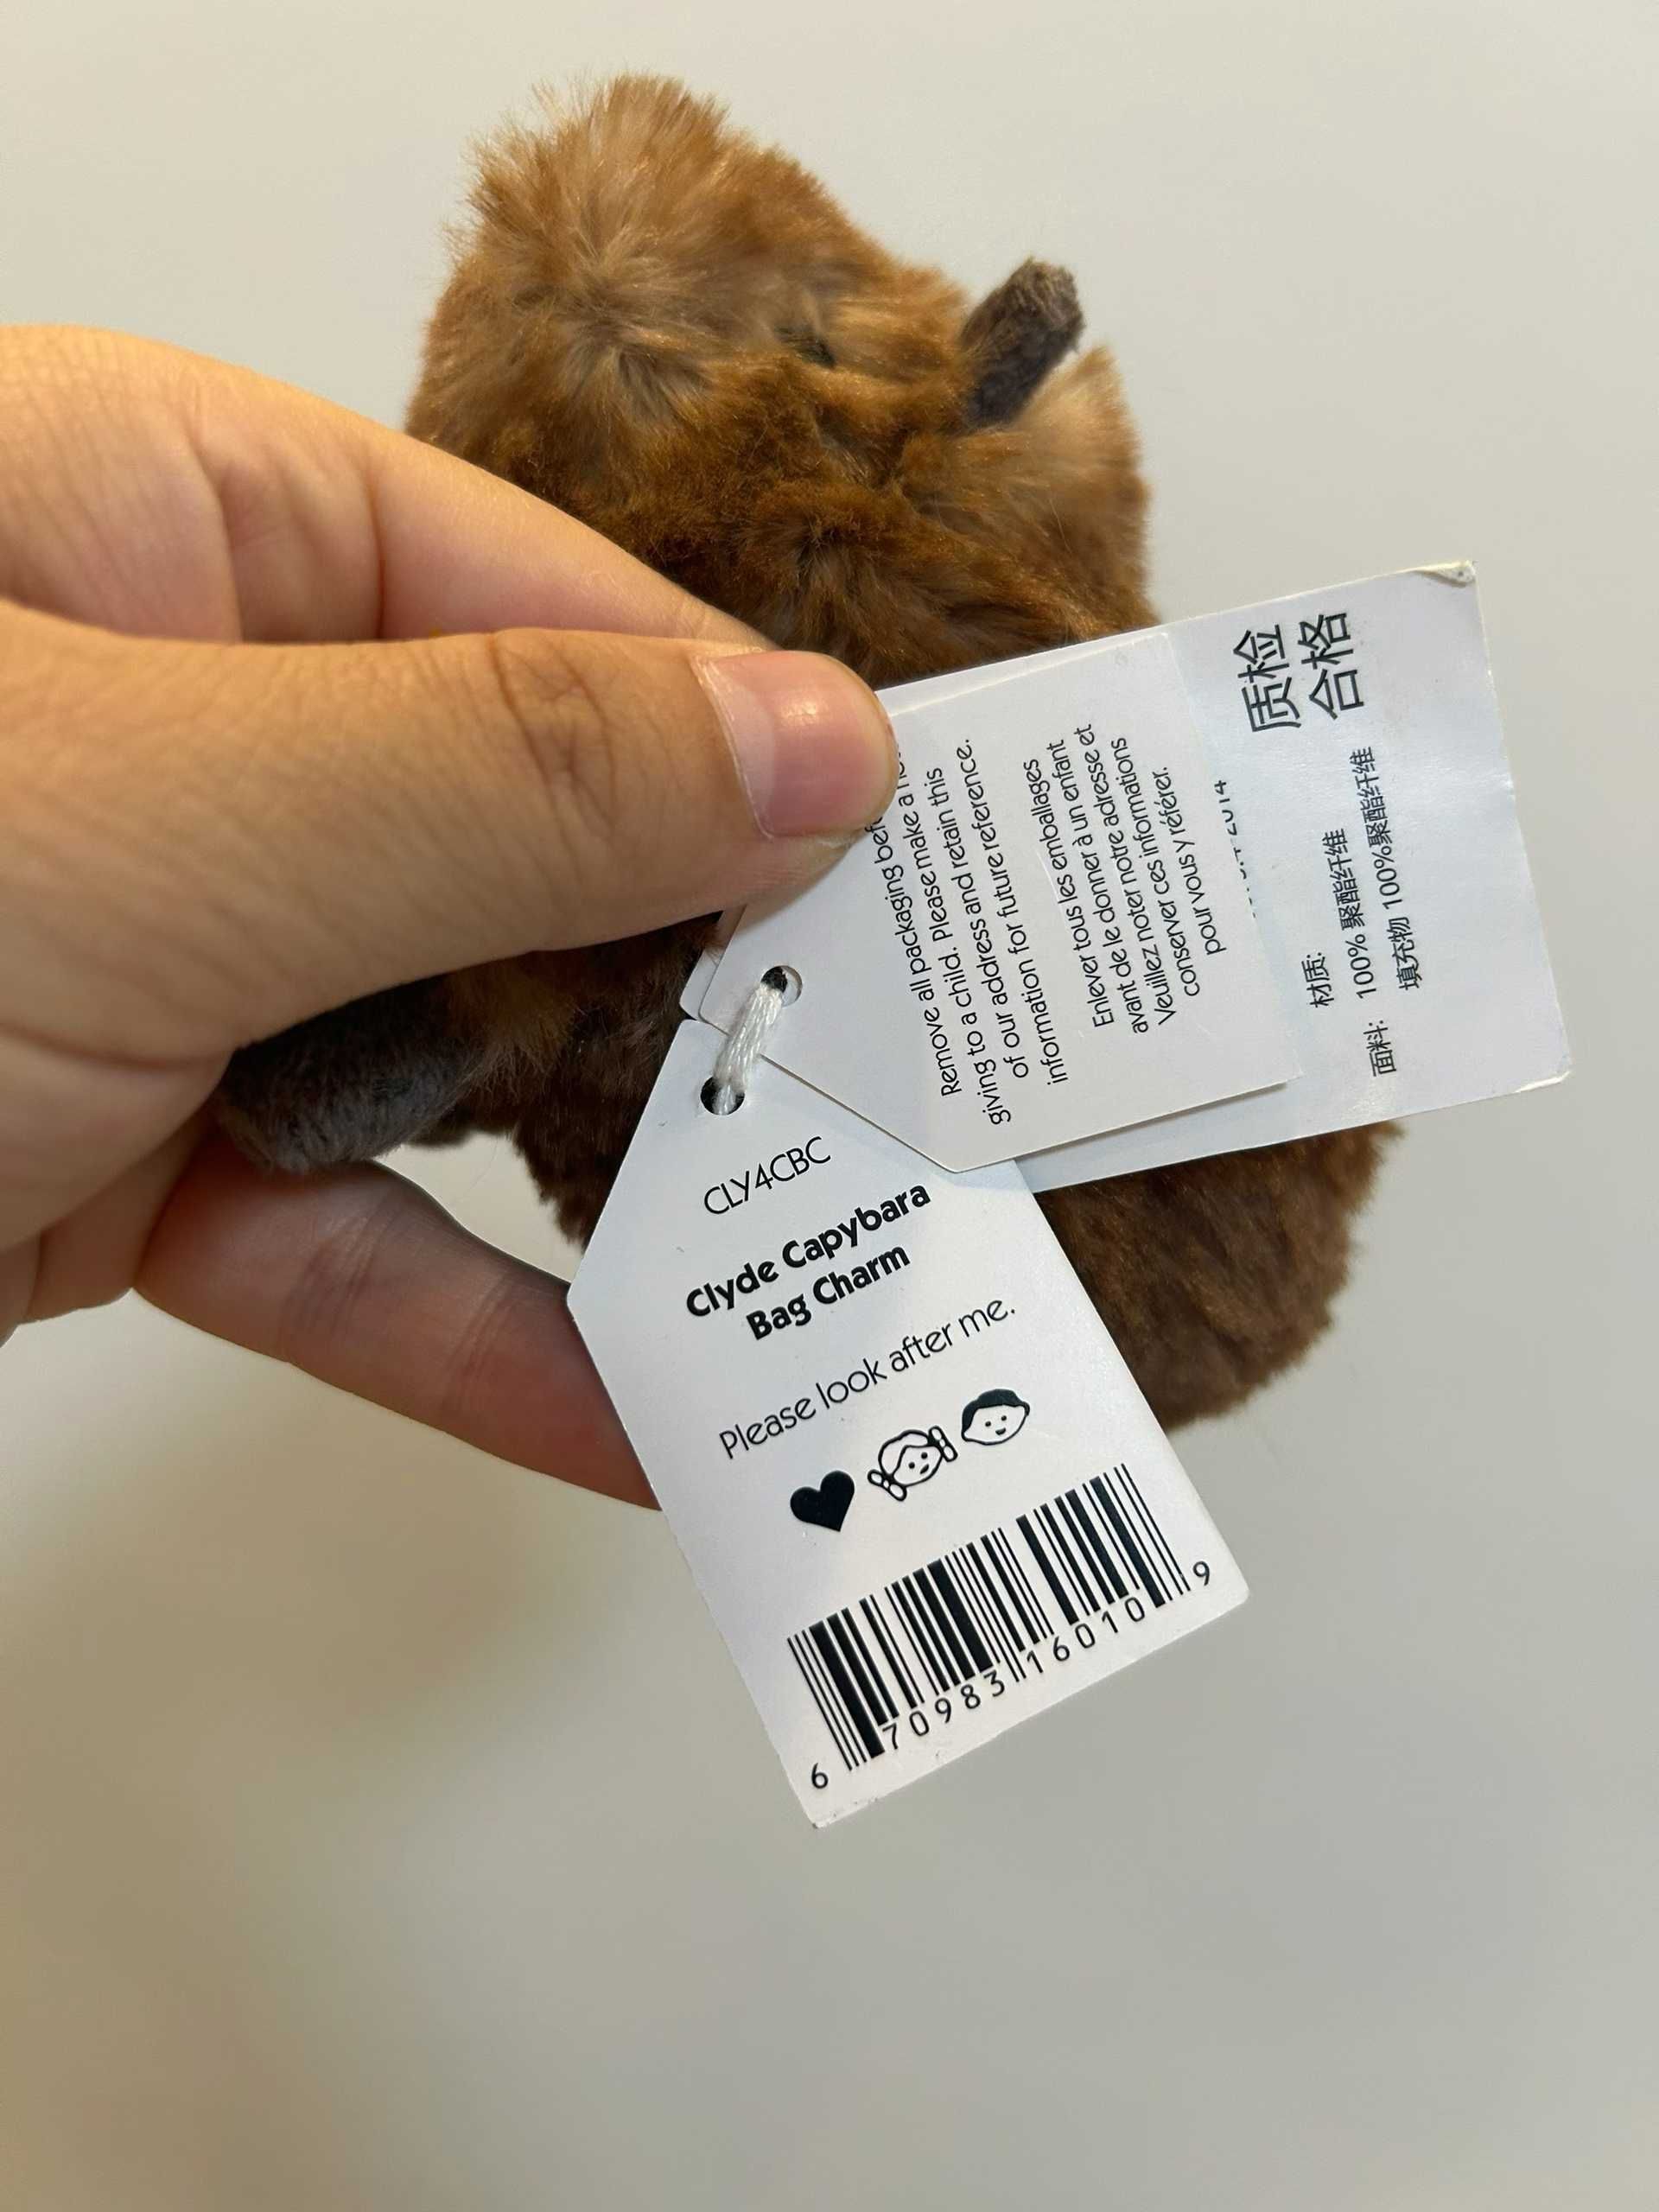 CLY4CBC
Clyde Capybara
Bag Charm
Please look after me.
6 70983 16010 9
Remove all packaging
giving to a child. Please make a
of our address and retain this
information for future reference.
Enlever tous les emballages
avant de le donner à un enfant
Veuillez noter notre adresse et
conserver ces informations
pour vous y référer.
质检
合格
材质:
面料: 100% 聚酯纤维
填充物 100%聚酯纤维